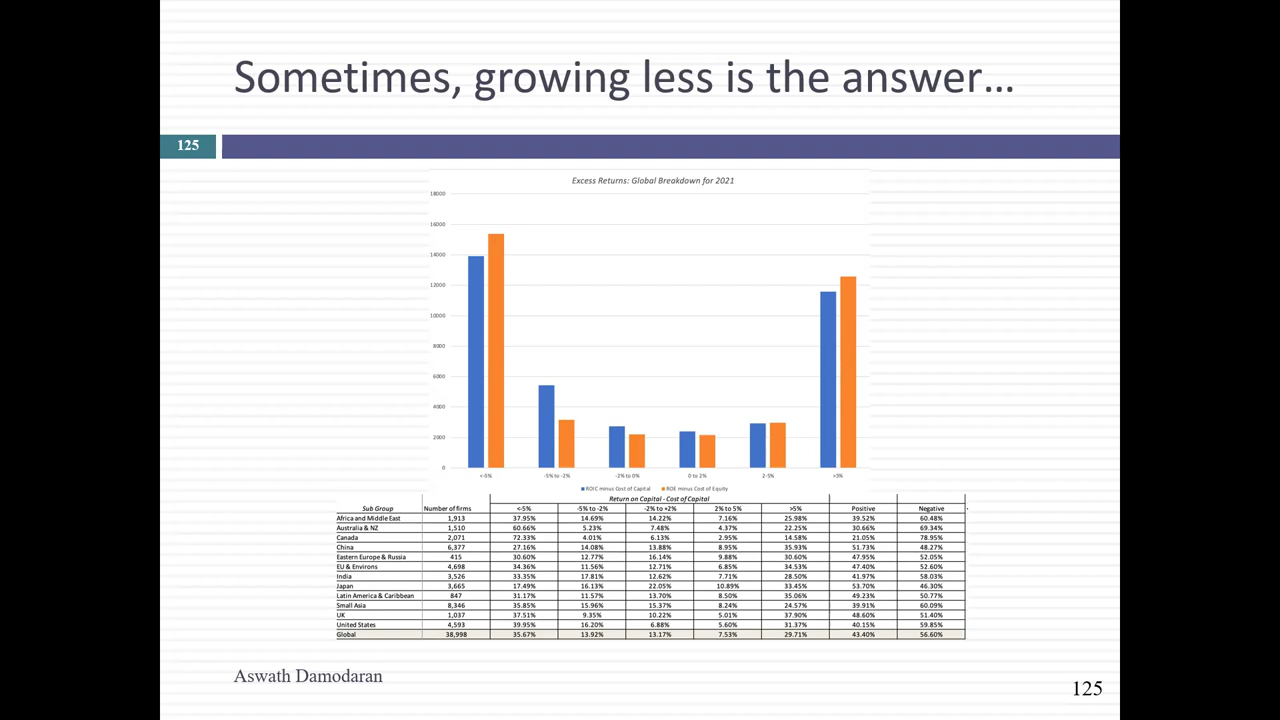 Sometimes, growing less is the answer…
125
Excess Returns: Global Breakdown for 2021
18000
16000
14000
12000
10000
8000
6000
4000
2000
0
<-5% -5% to -2% -2% to 0% 0 to 2% 2-5% >5%
ROIC minus Cost of Capital ROE minus Cost of Equity
Return on Capital - Cost of Capital
Sub Group Number of firms <-5% -5% to -2% -2% to +2% 2% to 5% >5% Positive Negative
Africa and Middle East 1,913 37.95% 14.69% 14.22% 7.16% 25.98% 39.52% 60.48%
Australia & NZ 1,510 60.66% 5.23% 7.48% 4.37% 22.25% 30.66% 69.34%
Canada 2,071 72.33% 4.01% 6.13% 2.95% 14.58% 21.05% 78.95%
China 6,377 27.16% 14.08% 13.88% 8.95% 35.93% 51.73% 48.27%
Eastern Europe & Russia 415 30.60% 12.77% 16.14% 9.88% 30.60% 47.95% 52.05%
EU & Environs 4,698 34.36% 11.56% 12.71% 6.85% 34.53% 47.40% 52.60%
India 3,526 33.35% 17.81% 12.62% 7.71% 28.50% 41.97% 58.03%
Japan 3,665 17.49% 16.13% 22.05% 10.89% 33.45% 53.70% 46.30%
Latin America & Caribbean 847 31.17% 11.57% 13.70% 8.50% 35.06% 49.23% 50.77%
Small Asia 8,346 35.85% 15.96% 15.37% 8.24% 24.57% 39.91% 60.09%
UK 1,037 37.51% 9.35% 10.22% 5.01% 37.90% 48.60% 51.40%
United States 4,593 39.95% 16.20% 6.88% 5.60% 31.37% 40.15% 59.85%
Global 38,998 35.67% 13.92% 13.17% 7.53% 29.71% 43.40% 56.60%
Aswath Damodaran
125